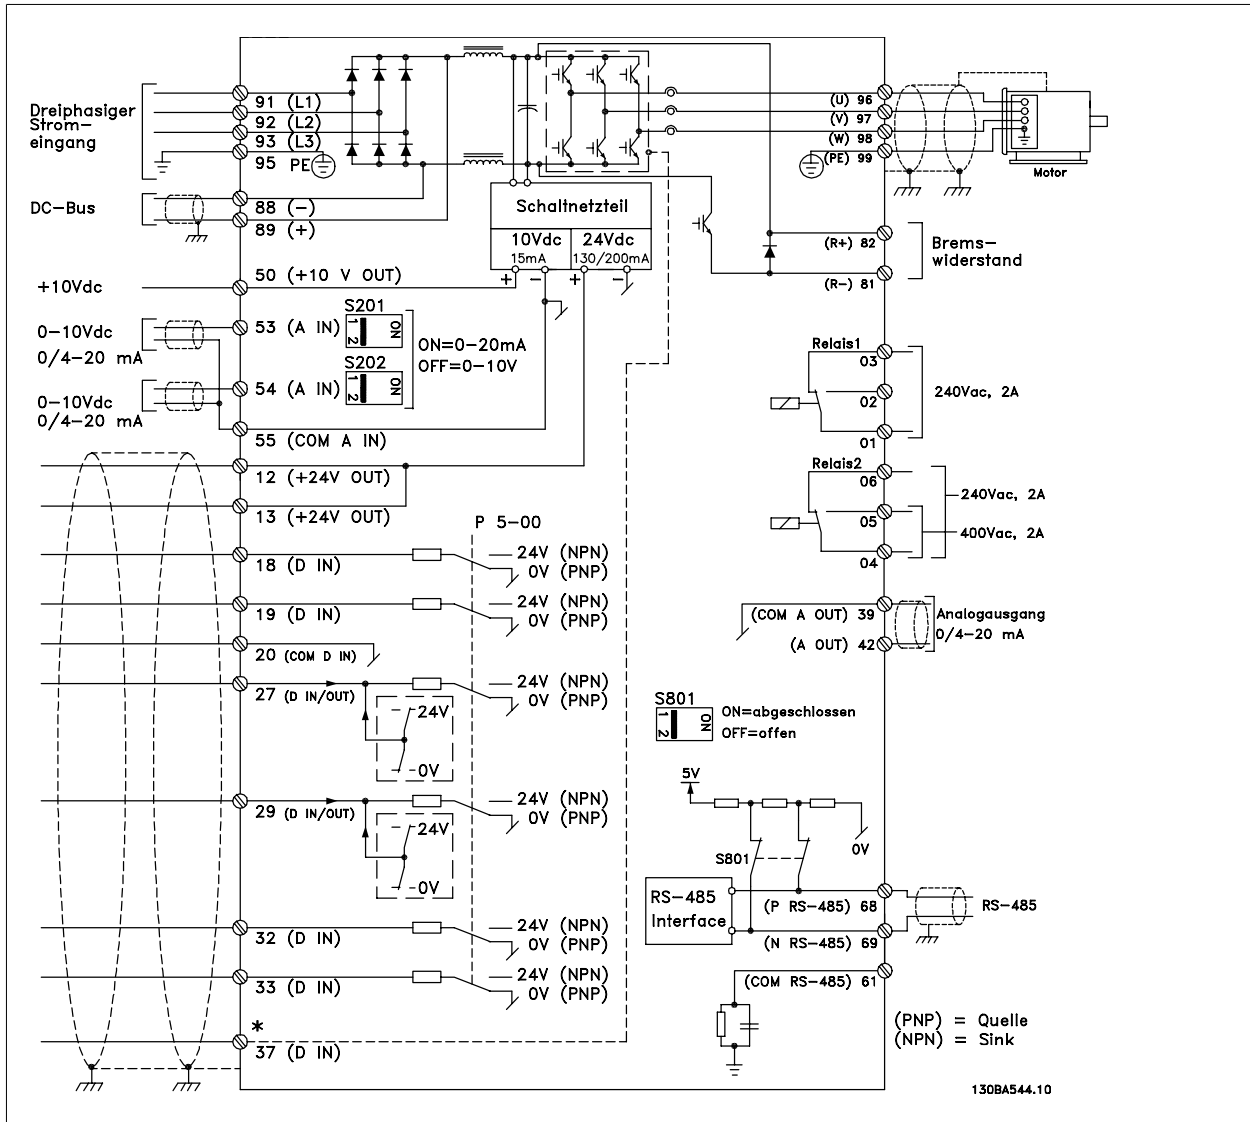 Dreiphasiger
Strom-
eingang
91 (L1)
92 (L2)
93 (L3)
95 PE
DC-Bus
88 (-)
89 (+)
+10Vdc
50 (+10 V OUT)
0-10Vdc
0/4-20 mA
53 (A IN)
S201
1 2
ON
0-10Vdc
0/4-20 mA
54 (A IN)
S202
1 2
ON
ON=0-20mA
OFF=0-10V
55 (COM A IN)
12 (+24V OUT)
13 (+24V OUT)
P 5-00
18 (D IN)
24V (NPN)
0V (PNP)
19 (D IN)
24V (NPN)
0V (PNP)
20 (COM D IN)
27 (D IN/OUT)
24V (NPN)
0V (PNP)
24V
0V
29 (D IN/OUT)
24V (NPN)
0V (PNP)
24V
0V
32 (D IN)
24V (NPN)
0V (PNP)
33 (D IN)
24V (NPN)
0V (PNP)
*
37 (D IN)
Schaltnetzteil
10Vdc
15mA
24Vdc
130/200mA
+ - + -
(U) 96
(V) 97
(W) 98
(PE) 99
Motor
(R+) 82
(R-) 81
Brems-
widerstand
Relais1
03
02
01
240Vac, 2A
Relais2
06
05
04
240Vac, 2A
400Vac, 2A
(COM A OUT) 39
(A OUT) 42
Analogausgang
0/4-20 mA
S801
1 2
ON
ON=abgeschlossen
OFF=offen
5V
S801
0V
RS-485
Interface
(P RS-485) 68
(N RS-485) 69
RS-485
(COM RS-485) 61
(PNP) = Quelle
(NPN) = Sink
130BA544.10